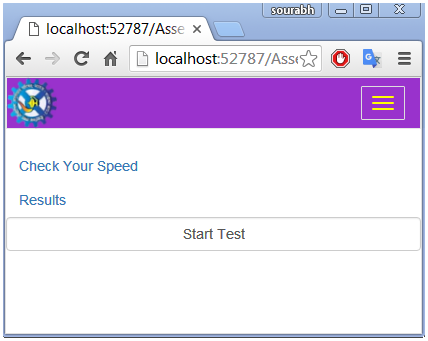 sourabh
localhost:52787/Asse
localhost:52787/Asse
Check Your Speed
Results
Start Test